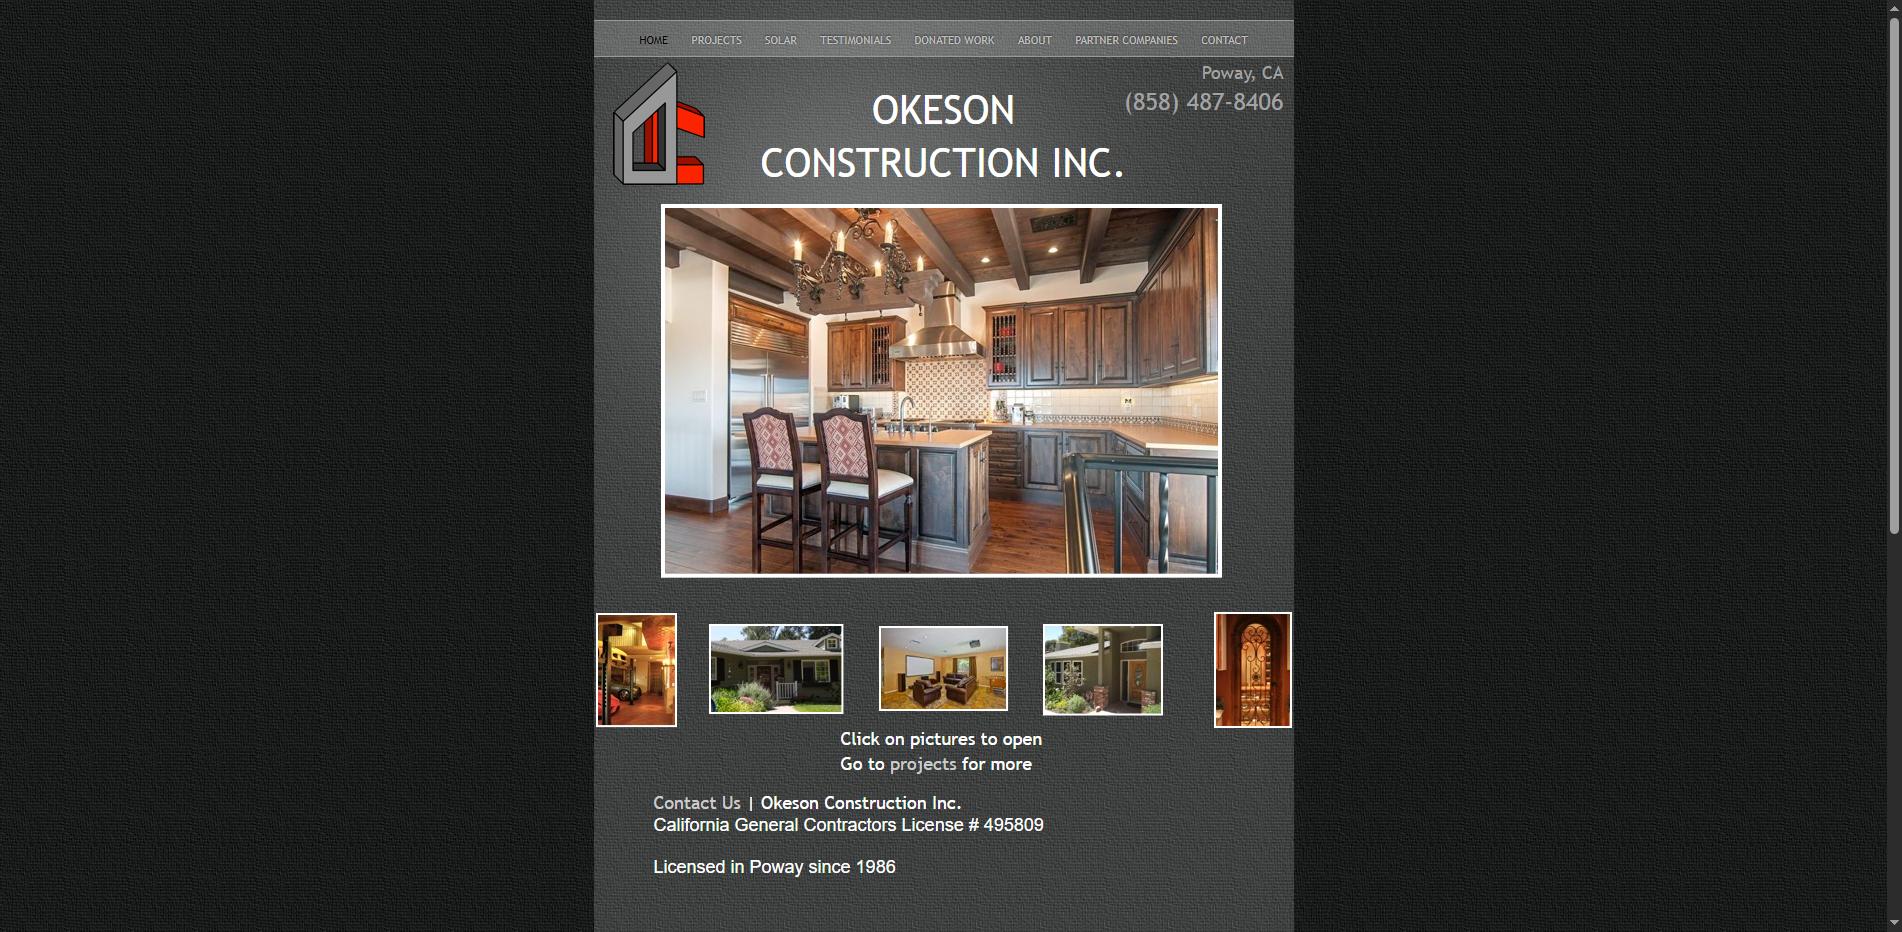 HOME PROJECTS SOLAR TESTIMONIALS DONATED WORK ABOUT PARTNER COMPANIES CONTACT
Poway, CA
(858) 487-8406
OKESON
CONSTRUCTION INC.
Click on pictures to open
Go to projects for more
Contact Us | Okeson Construction Inc.
California General Contractors License # 495809
Licensed in Poway since 1986